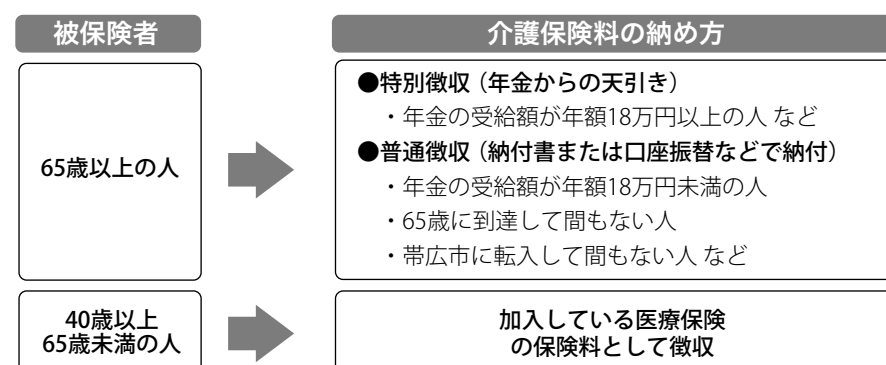 被保険者
介護保険料の納め方
65歳以上の人
●特別徴収（年金からの天引き）
・年金の受給額が年額18万円以上の人 など
●普通徴収（納付書または口座振替などで納付）
・年金の受給額が年額18万円未満の人
・65歳に到達して間もない人
・帯広市に転入して間もない人 など
40歳以上
65歳未満の人
加入している医療保険
の保険料として徴収